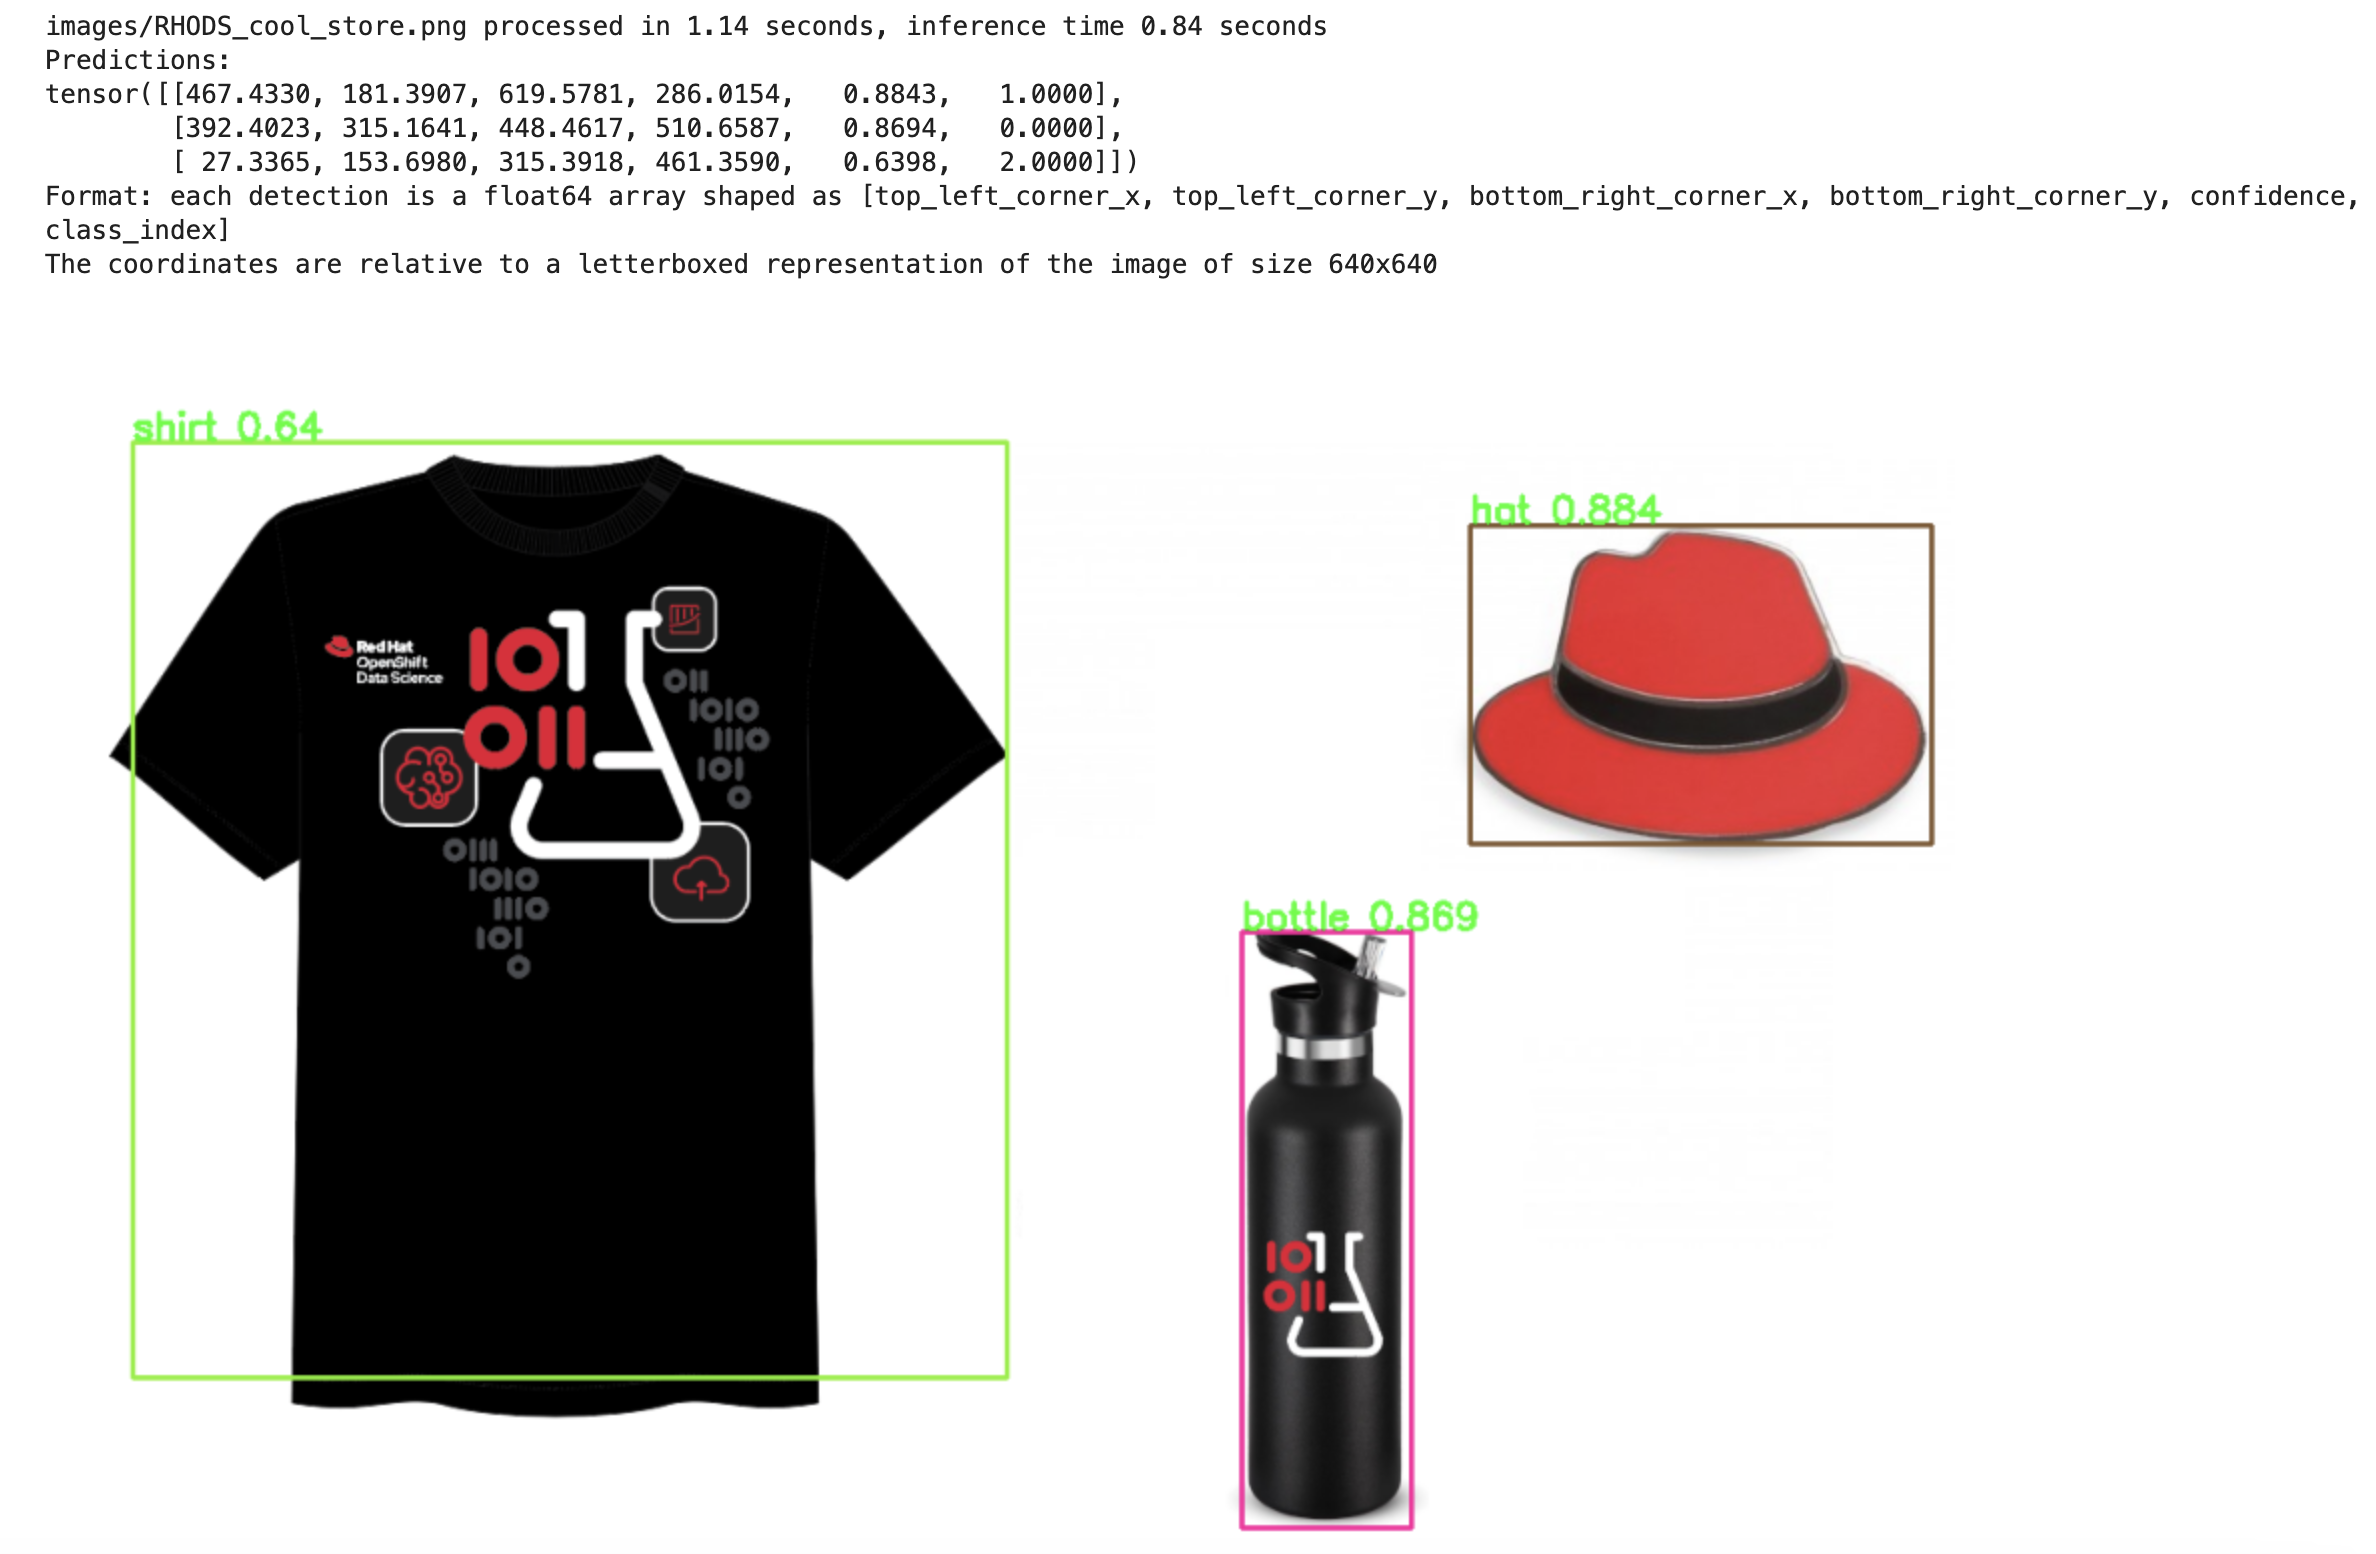 images/RHODS_cool_store.png processed in 1.14 seconds, inference time 0.84 seconds
Predictions:
tensor([[467.4330, 181.3907, 619.5781, 286.0154,   0.8843,   1.0000],
        [392.4023, 315.1641, 448.4617, 510.6587,   0.8694,   0.0000],
        [ 27.3365, 153.6980, 315.3918, 461.3590,   0.6398,   2.0000]])
Format: each detection is a float64 array shaped as [top_left_corner_x, top_left_corner_y, bottom_right_corner_x, bottom_right_corner_y, confidence,
class_index]
The coordinates are relative to a letterboxed representation of the image of size 640x640
shirt 0.64
Red Hat
OpenShift
Data Science
101
011
011
1010
1110
101
0
0111
1010
1110
101
0
hat 0.884
bottle 0.869
101
011